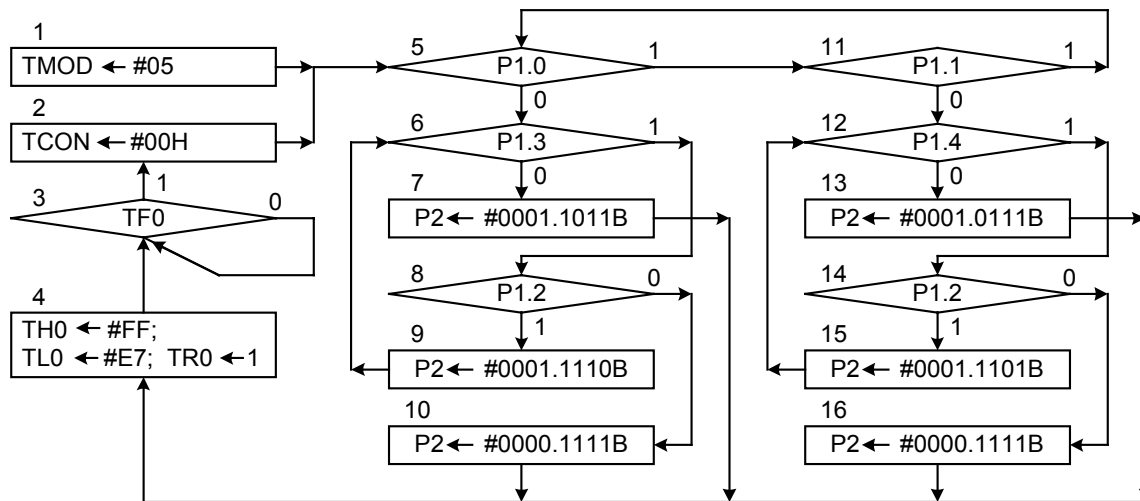 1
TMOD ← #05
2
TCON ← #00H
1
3
0
TF0
4
TH0 ← #FF;
TL0 ← #E7; TR0 ← 1
5
P1.0
1
0
6
P1.3
1
0
7
P2 ← #0001.1011B
8
P1.2
0
1
9
P2 ← #0001.1110B
10
P2 ← #0000.1111B
11
P1.1
1
0
12
P1.4
1
0
13
P2 ← #0001.0111B
14
P1.2
0
1
15
P2 ← #0001.1101B
16
P2 ← #0000.1111B